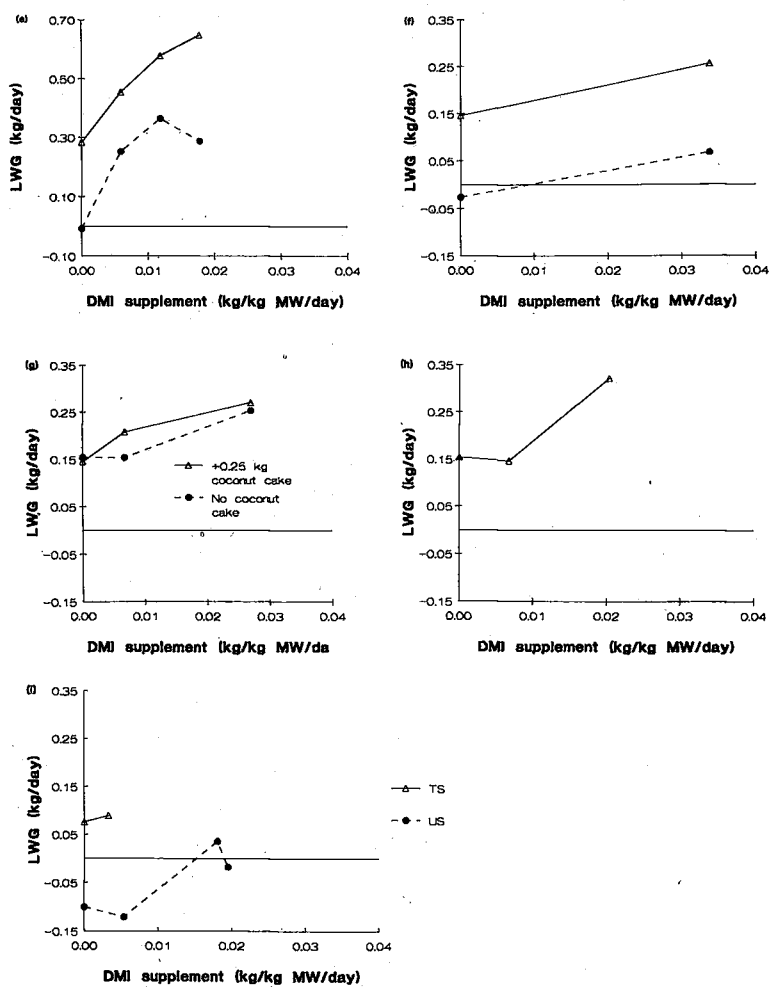 (e)
0.70
0.50
0.30
0.10
-0.10
LWG (kg/day)
0.00 0.01 0.02 0.03 0.04
DMI supplement (kg/kg MW/day)
(f)
0.35
0.25
0.15
0.05
-0.05
-0.15
LWG (kg/day)
0.00 0.01 0.02 0.03 0.04
DMI supplement (kg/kg MW/day)
(g)
0.35
0.25
0.15
0.05
-0.05
-0.15
LWG (kg/day)
+0.25 kg
coconut cake
No coconut
cake
0.00 0.01 0.02 0.03 0.04
DMI supplement (kg/kg MW/da
(h)
0.35
0.25
0.15
0.05
-0.05
-0.15
LWG (kg/day)
0.00 0.01 0.02 0.03 0.04
DMI supplement (kg/kg MW/day)
(i)
0.35
0.25
0.15
0.05
-0.05
-0.15
LWG (kg/day)
TS
US
0.00 0.01 0.02 0.03 0.04
DMI supplement (kg/kg MW/day)